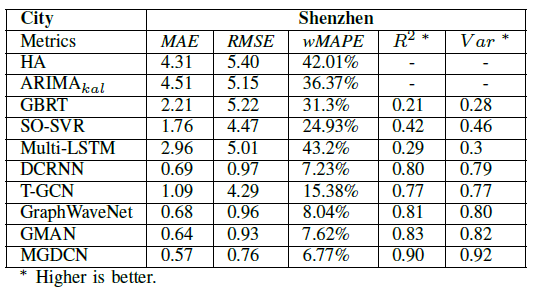 City Shenzhen
Metrics MAE RMSE wMAPE R² * Var *
HA 4.31 5.40 42.01% - -
ARIMAkal 4.51 5.15 36.37% - -
GBRT 2.21 5.22 31.3% 0.21 0.28
SO-SVR 1.76 4.47 24.93% 0.42 0.46
Multi-LSTM 2.96 5.01 43.2% 0.29 0.3
DCRNN 0.69 0.97 7.23% 0.80 0.79
T-GCN 1.09 4.29 15.38% 0.77 0.77
GraphWaveNet 0.68 0.96 8.04% 0.81 0.80
GMAN 0.64 0.93 7.62% 0.83 0.82
MGDCN 0.57 0.76 6.77% 0.90 0.92
* Higher is better.